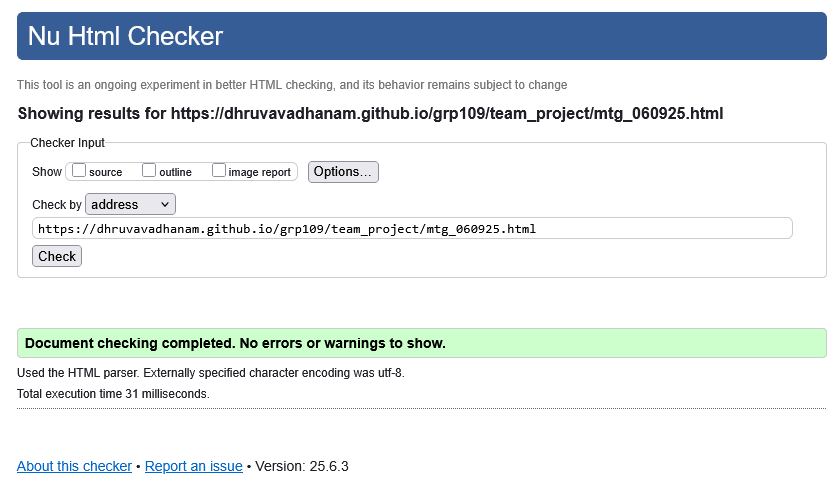 Nu Html Checker
This tool is an ongoing experiment in better HTML checking, and its behavior remains subject to change
Showing results for https://dhruvavadhanam.github.io/grp109/team_project/mtg_060925.html
Checker Input
Show source outline image report Options...
Check by address
https://dhruvavadhanam.github.io/grp109/team_project/mtg_060925.html
Check
Document checking completed. No errors or warnings to show.
Used the HTML parser. Externally specified character encoding was utf-8.
Total execution time 31 milliseconds.
About this checker • Report an issue • Version: 25.6.3